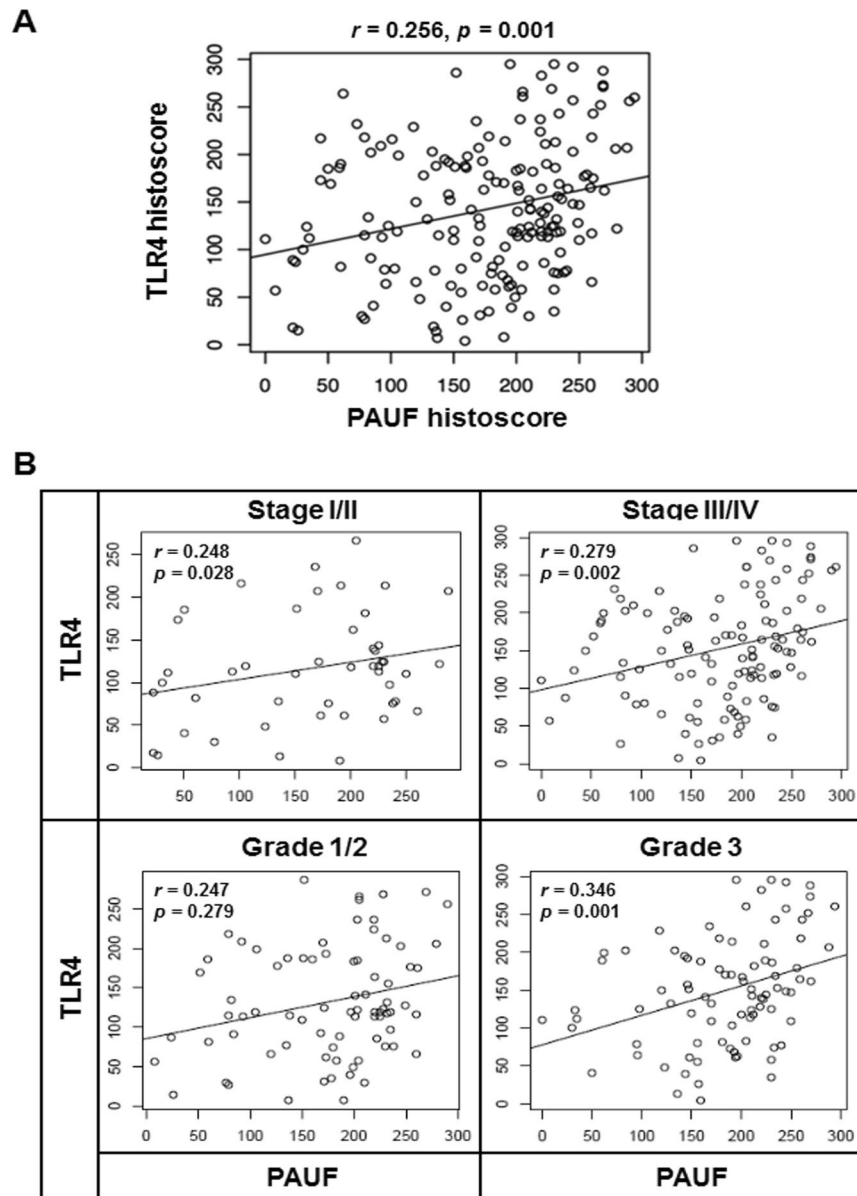 A
r = 0.256, p = 0.001
TLR4 histoscore
300
250
200
150
100
50
0
0 50 100 150 200 250 300
PAUF histoscore
B
TLR4
Stage I/II
r = 0.248
p = 0.028
250
200
150
100
50
0
50 100 150 200 250
Stage III/IV
r = 0.279
p = 0.002
300
250
200
150
100
50
0
0 50 100 150 200 250 300
TLR4
Grade 1/2
r = 0.247
p = 0.279
250
200
150
100
50
0
0 50 100 150 200 250 300
Grade 3
r = 0.346
p = 0.001
300
250
200
150
100
50
0
0 50 100 150 200 250 300
PAUF
PAUF